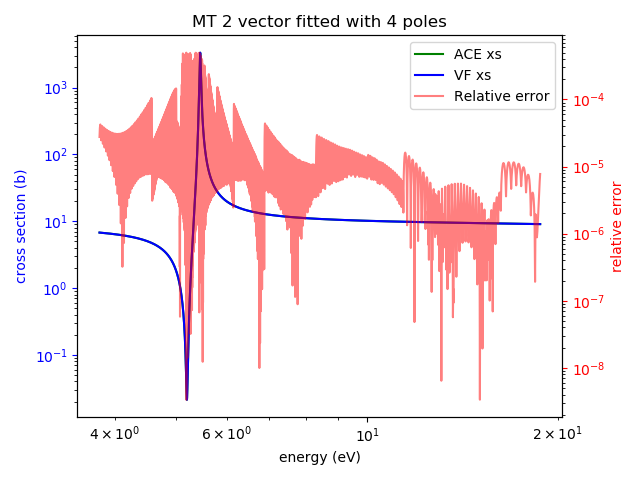 MT 2 vector fitted with 4 poles
ACE xs
VF xs
Relative error
cross section (b)
10³
10²
10¹
10⁰
10⁻¹
10⁻⁴
10⁻⁵
10⁻⁶
10⁻⁷
10⁻⁸
relative error
4 × 10⁰
6 × 10⁰
10¹
2 × 10¹
energy (eV)